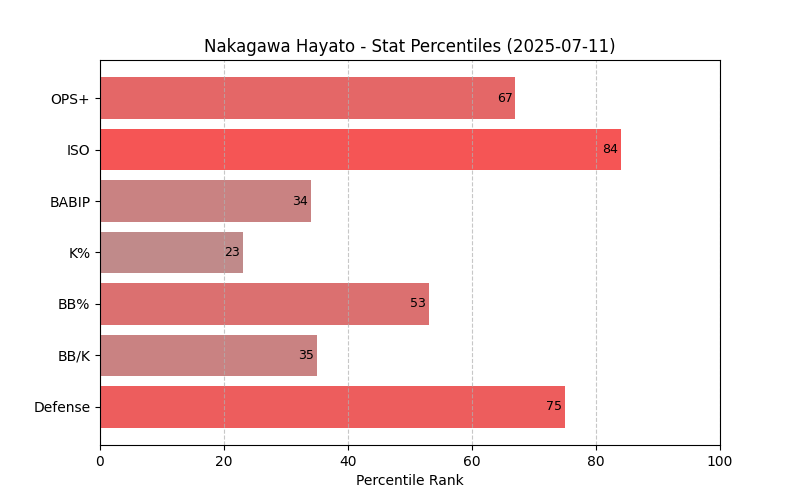 Nakagawa Hayato - Stat Percentiles (2025-07-11)
OPS+ 67
ISO 84
BABIP 34
K% 23
BB% 53
BB/K 35
Defense 75
0 20 40 60 80 100
Percentile Rank